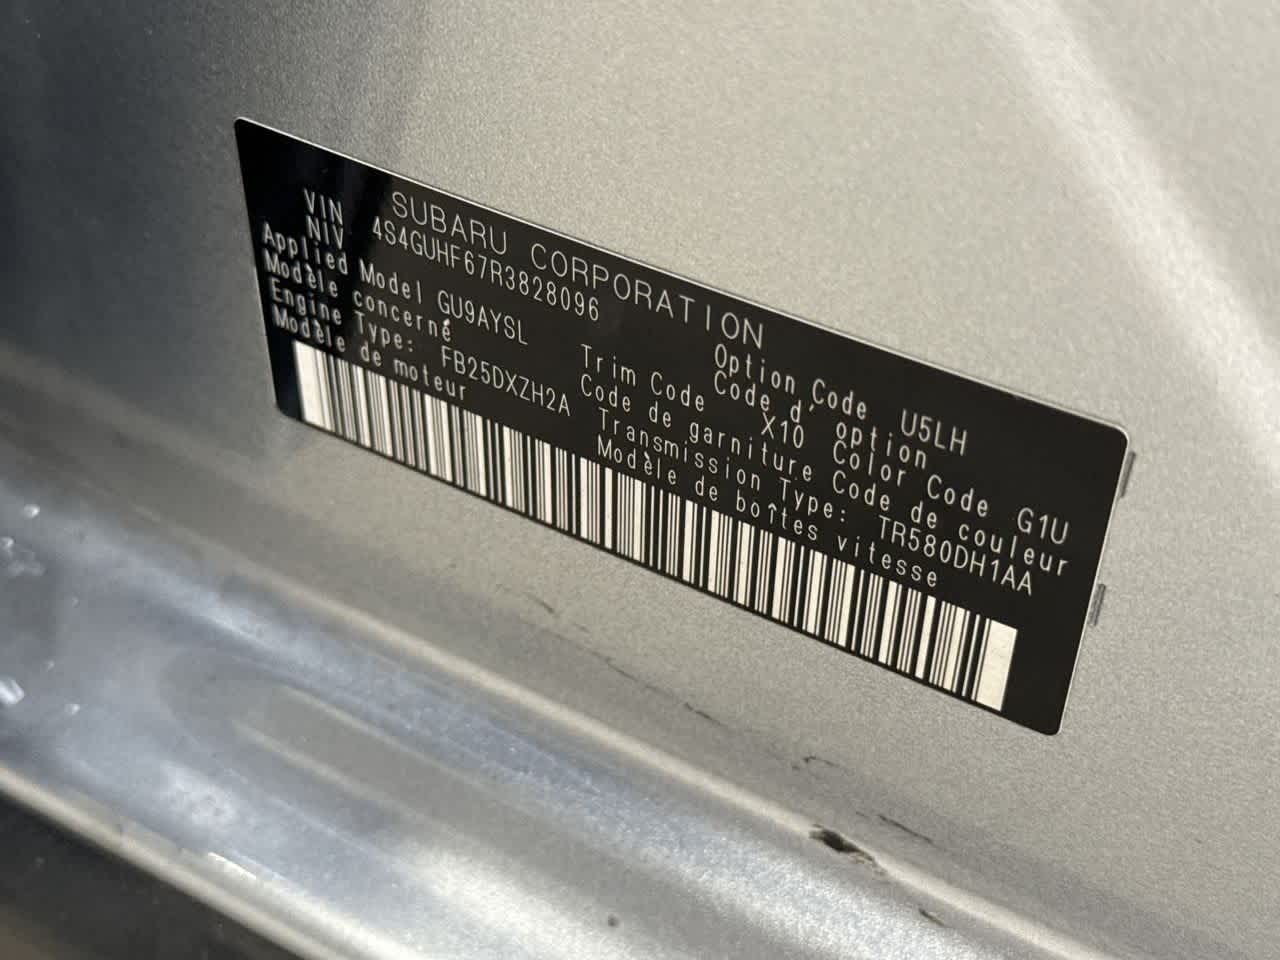 SUBARU CORPORATION
VIN
NIV 4S4GUHF67R3828096
Option Code U5LH
Code d'option
Applied Model GU9AYSL
Modèle concerné
Trim Code X10
Code de garniture
Color Code G1U
Code de couleur
Engine Type: FB25DXZH2A
Modèle de moteur
Transmission Type: TR580DH1AA
Modèle de boîtes vitesse